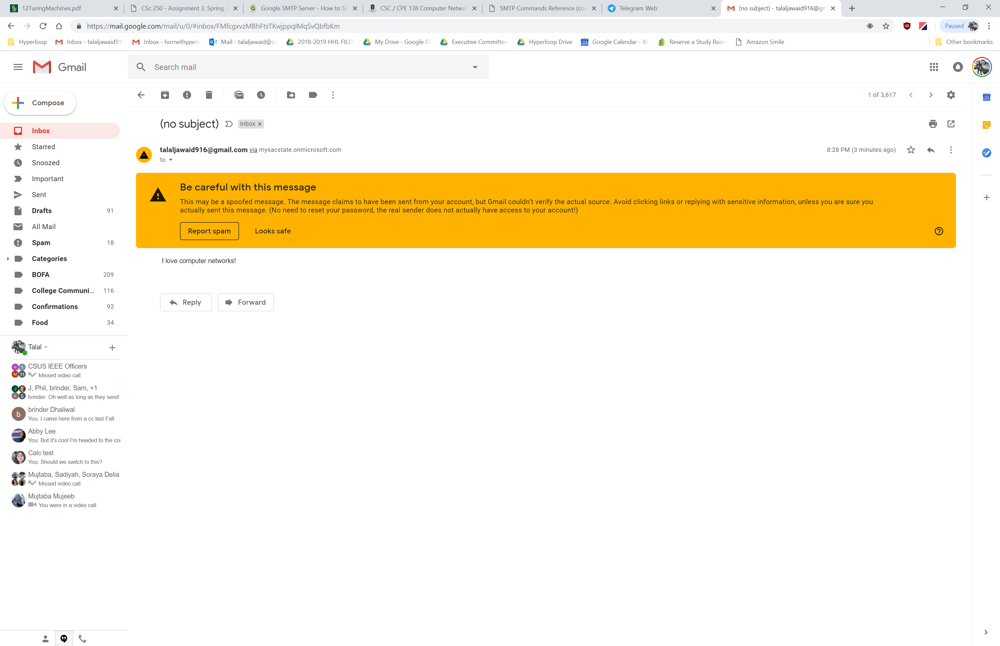 12TuringMachines.pdf
CSc 250 - Assignment 3, Spring 2
Google SMTP Server - How to Se
CSC / CPE 138 Computer Networ
SMTP Commands Reference (cov
Telegram Web
(no subject) - talaljawaid916@gm
https://mail.google.com/mail/u/0/#inbox/FMfcgxvzMBhFtsTKwjppqlMqSvQbfbKm
Paused
Hyperloop
Inbox - talaljawaid91
Inbox - hornethyperl
Mail - talaljawaid@cs
2018-2019 HHL FILES
My Drive - Google Dr
Executive Committee
Hyperloop Drive
23
Google Calendar - W
Reserve a Study Roon
Amazon Smile
Other bookmarks
Gmail
Search mail
Compose
1 of 3,617
31
Inbox
Starred
Snoozed
Important
Sent
Drafts 91
All Mail
Spam 18
Categories
BOFA 209
College Communi... 116
Confirmations 92
Food 34
(no subject)
Inbox
talaljawaid916@gmail.com via mysacstate.onmicrosoft.com
8:28 PM (3 minutes ago)
to
Be careful with this message
This may be a spoofed message. The message claims to have been sent from your account, but Gmail couldn't verify the actual source. Avoid clicking links or replying with sensitive information, unless you are sure you
actually sent this message. (No need to reset your password, the real sender does not actually have access to your account!)
Report spam
Looks safe
I love computer networks!
Reply
Forward
Talal
H S
M 11
CSUS IEEE Officers
Missed video call
J
b 5
J, Phil, brinder, Sam, +1
brinder: Oh well as long as they send
b
brinder Dhaliwal
You: I came here from a cc last Fall
Abby Lee
You: But it's cool I'm headed to the co
Calc test
You: Should we switch to this?
Mujtaba, Sadiyah, Soraya Delia
Missed video call
Mujtaba Mujeeb
You were in a video call